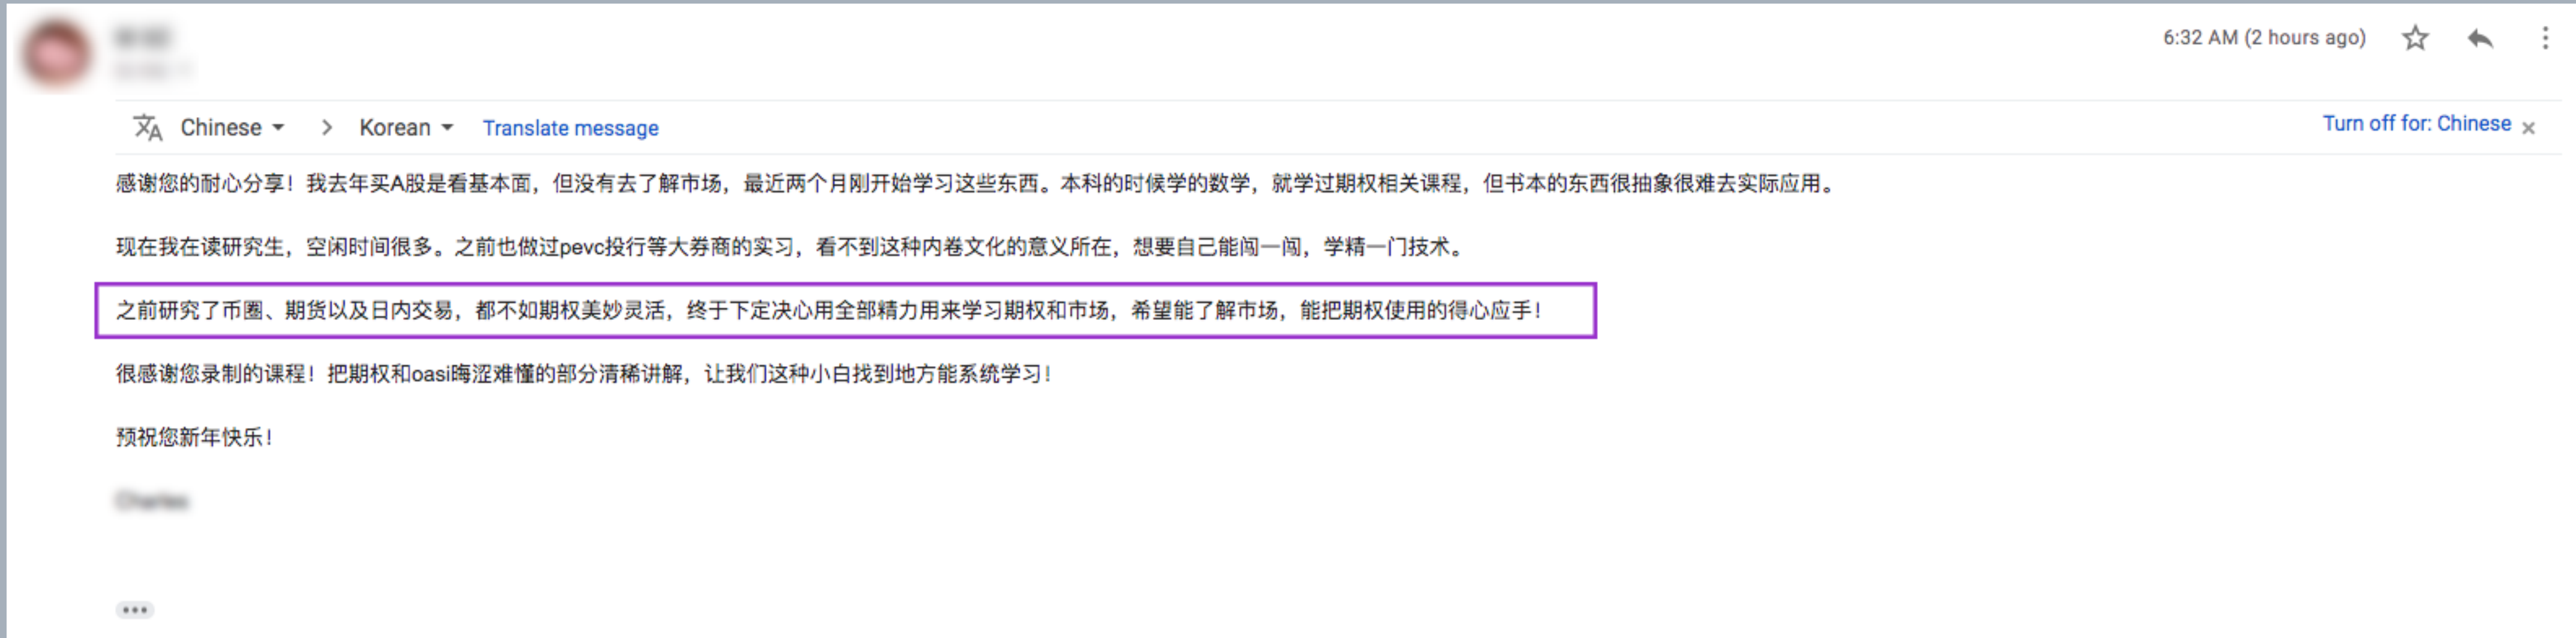 6:32 AM (2 hours ago)
Chinese > Korean Translate message Turn off for: Chinese ×
感谢您的耐心分享！我去年买A股是看基本面，但没有去了解市场，最近两个月刚开始学习这些东西。本科的时候学的数学，就学过期权相关课程，但书本的东西很抽象很难去实际应用。
现在我在读研究生，空闲时间很多。之前也做过pevc投行等大券商的实习，看不到这种内卷文化的意义所在，想要自己能闯一闯，学精一门技术。
之前研究了币圈、期货以及日内交易，都不如期权美妙灵活，终于下定决心用全部精力用来学习期权和市场，希望能了解市场，能把期权使用的得心应手！
很感谢您录制的课程！把期权和oasi晦涩难懂的部分清稀讲解，让我们这种小白找到地方能系统学习！
预祝您新年快乐！